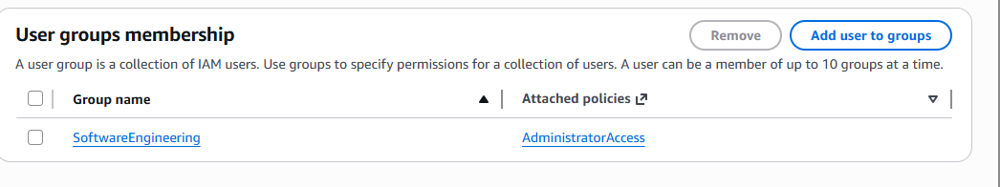 User groups membership
Remove
Add user to groups
A user group is a collection of IAM users. Use groups to specify permissions for a collection of users. A user can be a member of up to 10 groups at a time.
Group name
Attached policies
SoftwareEngineering
AdministratorAccess